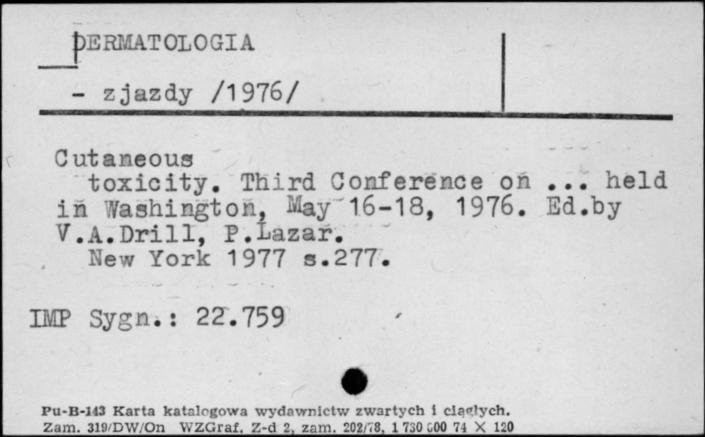 DERMATOLOGIA
- zjazdy /1976/
Cutaneous
toxicity. Third Conference on ... held
in Washington, May 16-18, 1976. Ed.by
V.A.Drill, P.Lazar.
New York 1977 s.277.
IMP Sygn.: 22.759
Pu-B-143 Karta katalogowa wydawnictw zwartych i ciągłych.
Zam. 319/DW/On WZGraf. Z-d 2, zam. 202/78, 1 730 000 74 X 120